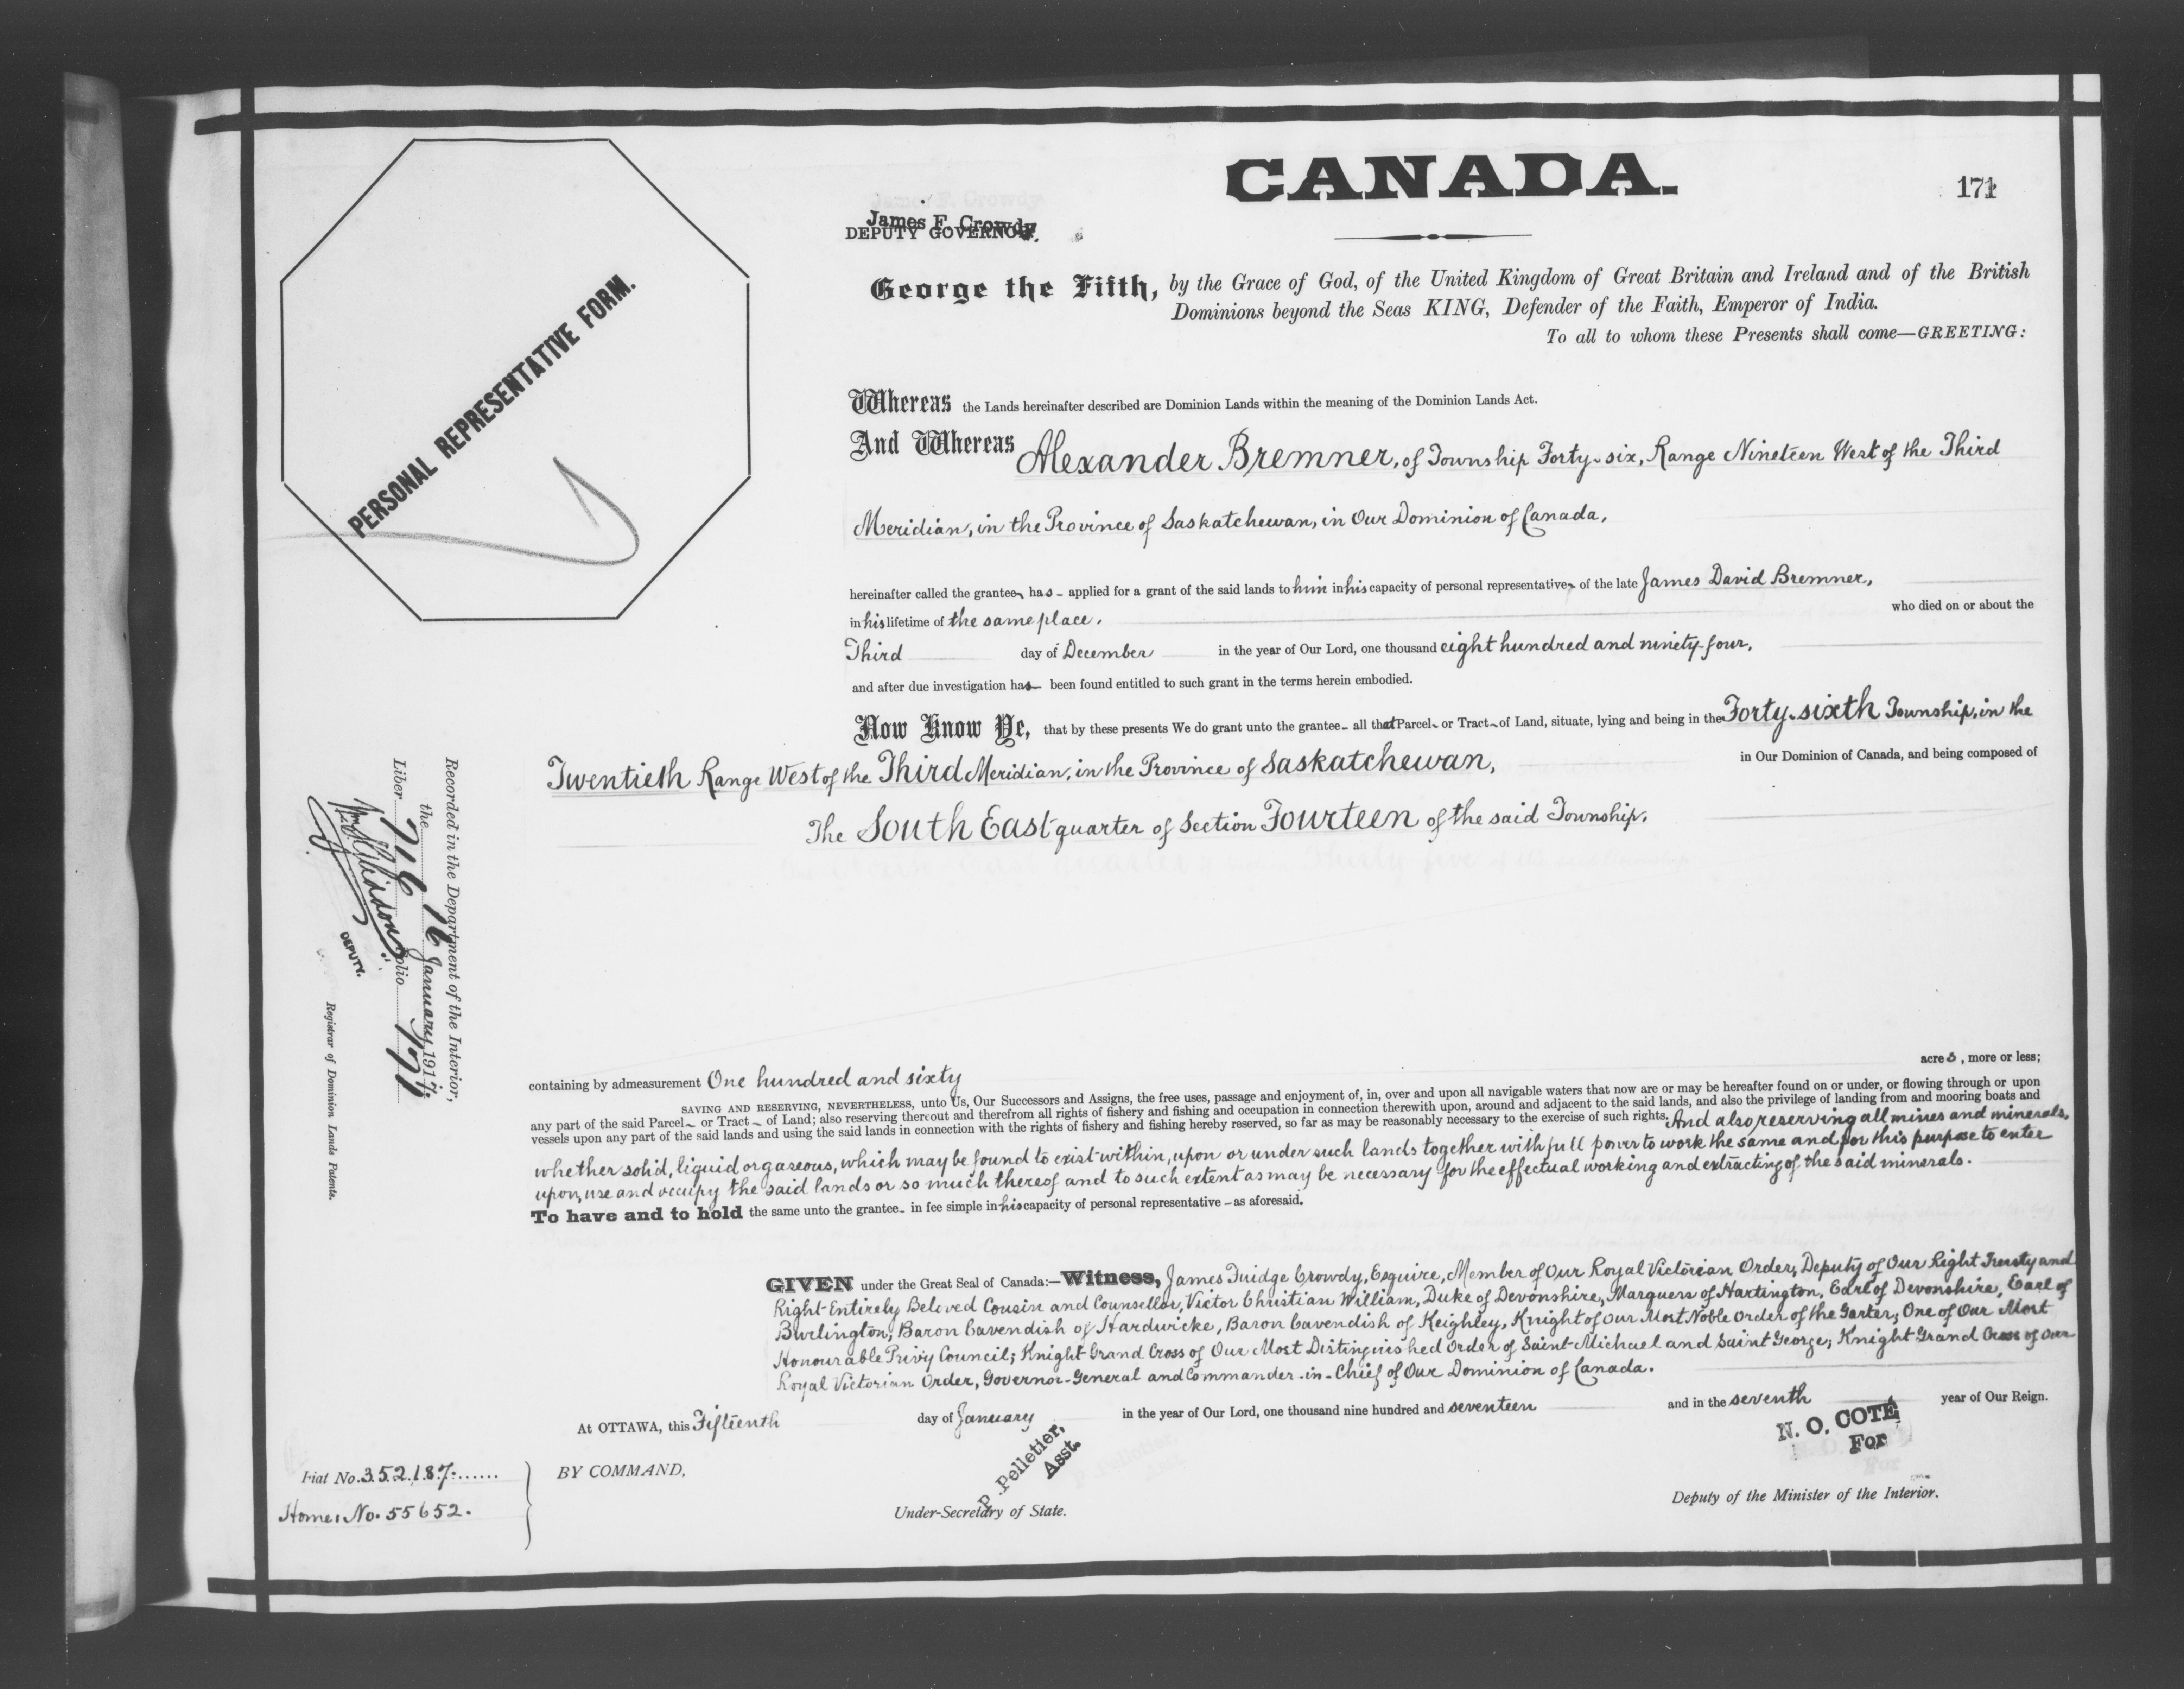 CANADA.
171
James F. Crowdy
DEPUTY GOVERNOR.
PERSONAL REPRESENTATIVE FORM.
George the Fifth, by the Grace of God, of the United Kingdom of Great Britain and Ireland and of the British
Dominions beyond the Seas KING, Defender of the Faith, Emperor of India.
To all to whom these Presents shall come—GREETING:
Whereas the Lands hereinafter described are Dominion Lands within the meaning of the Dominion Lands Act.
And Whereas Alexander Bremner, of Township Forty-six, Range Nineteen West of the Third
Meridian, in the Province of Saskatchewan, in Our Dominion of Canada,
hereinafter called the grantee, has - applied for a grant of the said lands to him in his capacity of personal representative of the late James David Bremner,
in his lifetime of the same place, who died on or about the
Third day of December in the year of Our Lord, one thousand eight hundred and ninety-four,
and after due investigation has been found entitled to such grant in the terms herein embodied.
Now Know Ye, that by these presents We do grant unto the grantee all that Parcel or Tract of Land, situate, lying and being in the Forty-sixth Township, in the
Twentieth Range West of the Third Meridian, in the Province of Saskatchewan, in Our Dominion of Canada, and being composed of
The South East quarter of Section Fourteen of the said Township.
Recorded in the Department of the Interior,
the 16 January, 1917
Liber 716 Folio 171
DEPUTY.
Registrar of Dominion Lands Patents.
containing by admeasurement One hundred and sixty acres, more or less;
SAVING AND RESERVING, NEVERTHELESS, unto Us, Our Successors and Assigns, the free uses, passage and enjoyment of, in, over and upon all navigable waters that now are or may be hereafter found on or under, or flowing through or upon
any part of the said Parcel or Tract of Land; also reserving thereout and therefrom all rights of fishery and fishing and occupation in connection therewith upon, around and adjacent to the said lands, and also the privilege of landing from and mooring boats and
vessels upon any part of the said lands and using the said lands in connection with the rights of fishery and fishing hereby reserved, so far as may be reasonably necessary to the exercise of such rights. And also reserving all mines and minerals,
whether solid, liquid or gaseous, which may be found to exist within, upon or under such lands together with full power to work the same and for this purpose to enter
upon, use and occupy the said lands or so much thereof and to such extent as may be necessary for the effectual working and extracting of the said minerals.
To have and to hold the same unto the grantee in fee simple in his capacity of personal representative - as aforesaid.
GIVEN under the Great Seal of Canada:—Witness, James Fuidge Crowdy, Esquire, Member of Our Royal Victorian Order, Deputy of Our Right Trusty and
Right Entirely Beloved Cousin and Counsellor, Victor Christian William, Duke of Devonshire, Marquess of Hartington, Earl of Devonshire, Earl of
Burlington, Baron Cavendish of Hardwicke, Baron Cavendish of Keighley, Knight of our Most Noble Order of the Garter; One of Our Most
Honourable Privy Council; Knight Grand Cross of Our Most Distinguished Order of Saint Michael and Saint George; Knight Grand Cross of Our
Royal Victorian Order, Governor-General and Commander-in-Chief of Our Dominion of Canada.
At OTTAWA, this Fifteenth day of January in the year of Our Lord, one thousand nine hundred and seventeen and in the seventh year of Our Reign.
N. O. COTÉ
For
P. Pelletier,
Asst.
Fiat No. 352187
BY COMMAND,
Home. No. 55652.
Under-Secretary of State.
Deputy of the Minister of the Interior.